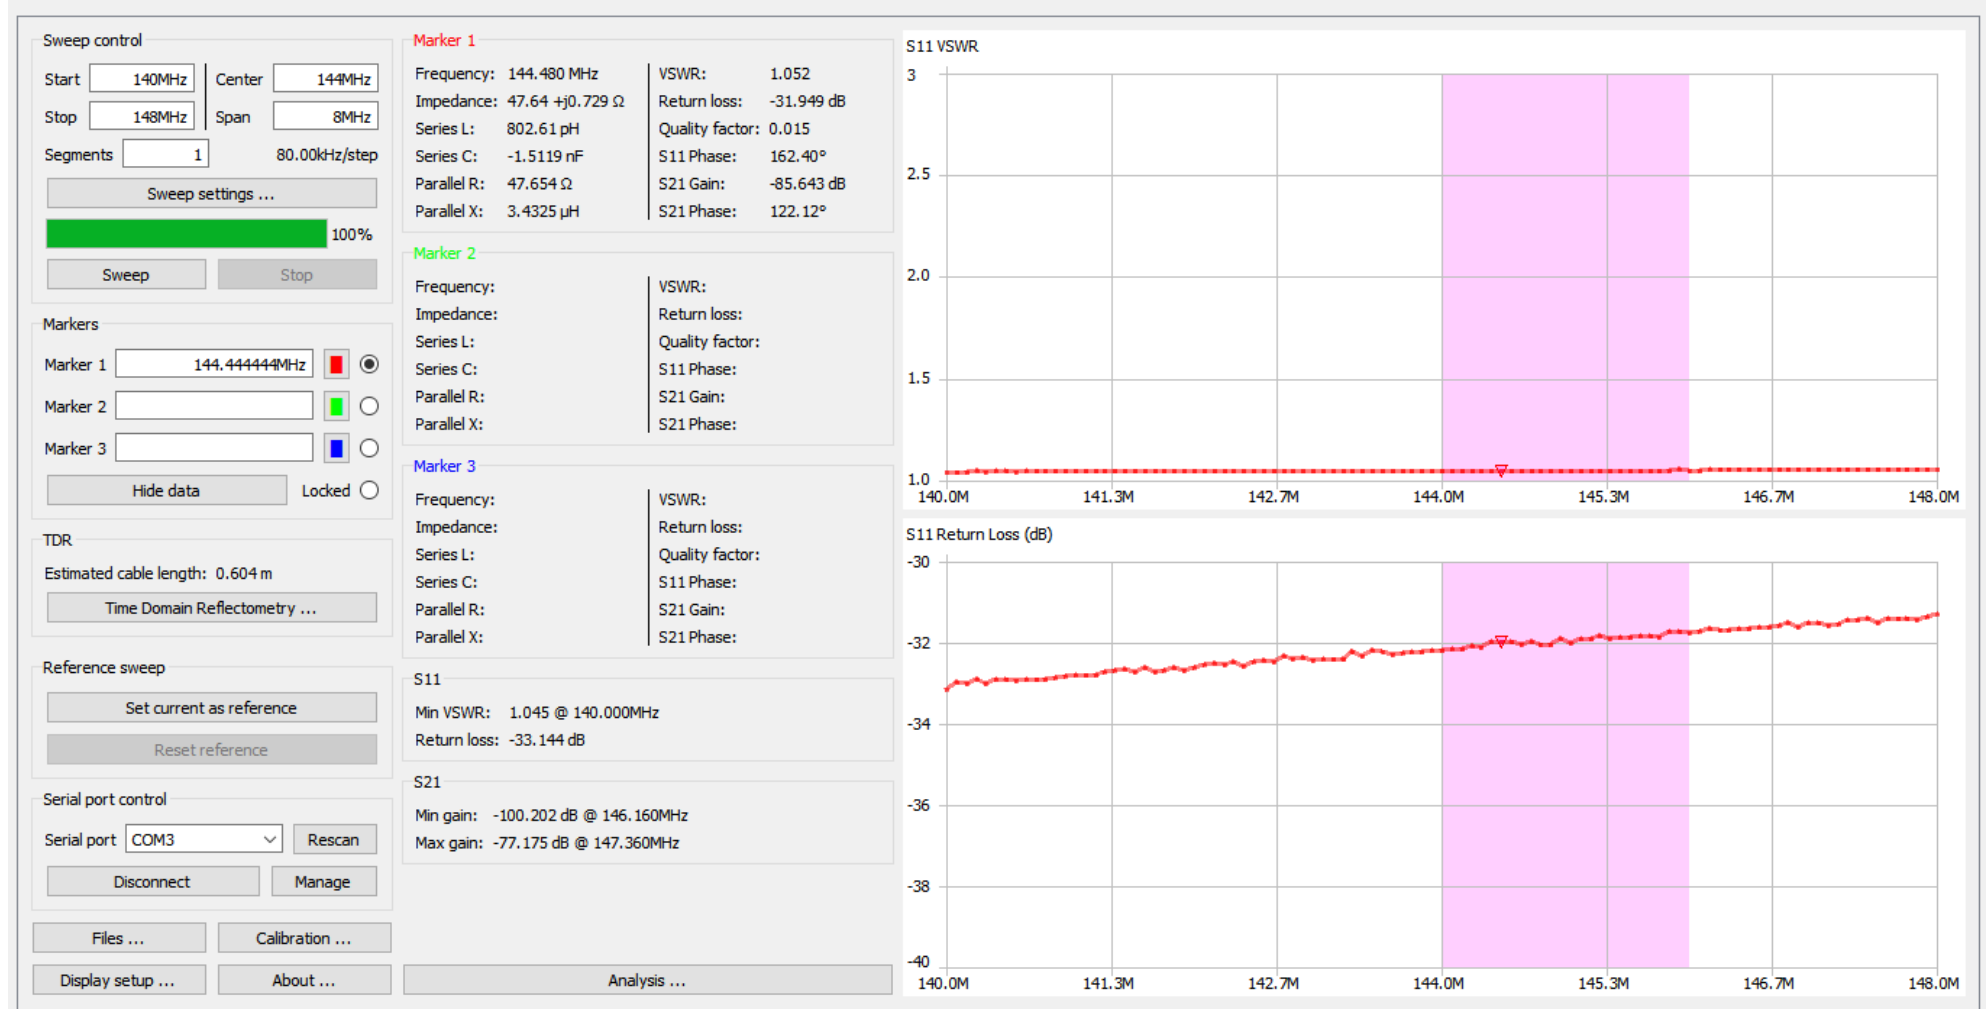 Sweep control
Start 140MHz Center 144MHz
Stop 148MHz Span 8MHz
Segments 1 80.00kHz/step
Sweep settings ...
100%
Sweep Stop
Markers
Marker 1 144.444444MHz
Marker 2
Marker 3
Hide data Locked
TDR
Estimated cable length: 0.604 m
Time Domain Reflectometry ...
Reference sweep
Set current as reference
Reset reference
Serial port control
Serial port COM3 Rescan
Disconnect Manage
Files ... Calibration ...
Display setup ... About ...
Marker 1
Frequency: 144.480 MHz VSWR: 1.052
Impedance: 47.64 +j0.729 Ω Return loss: -31.949 dB
Series L: 802.61 pH Quality factor: 0.015
Series C: -1.5119 nF S11 Phase: 162.40°
Parallel R: 47.654 Ω S21 Gain: -85.643 dB
Parallel X: 3.4325 µH S21 Phase: 122.12°
Marker 2
Frequency: VSWR:
Impedance: Return loss:
Series L: Quality factor:
Series C: S11 Phase:
Parallel R: S21 Gain:
Parallel X: S21 Phase:
Marker 3
Frequency: VSWR:
Impedance: Return loss:
Series L: Quality factor:
Series C: S11 Phase:
Parallel R: S21 Gain:
Parallel X: S21 Phase:
S11
Min VSWR: 1.045 @ 140.000MHz
Return loss: -33.144 dB
S21
Min gain: -100.202 dB @ 146.160MHz
Max gain: -77.175 dB @ 147.360MHz
Analysis ...
S11 VSWR
3
2.5
2.0
1.5
1.0
140.0M 141.3M 142.7M 144.0M 145.3M 146.7M 148.0M
S11 Return Loss (dB)
-30
-32
-34
-36
-38
-40
140.0M 141.3M 142.7M 144.0M 145.3M 146.7M 148.0M